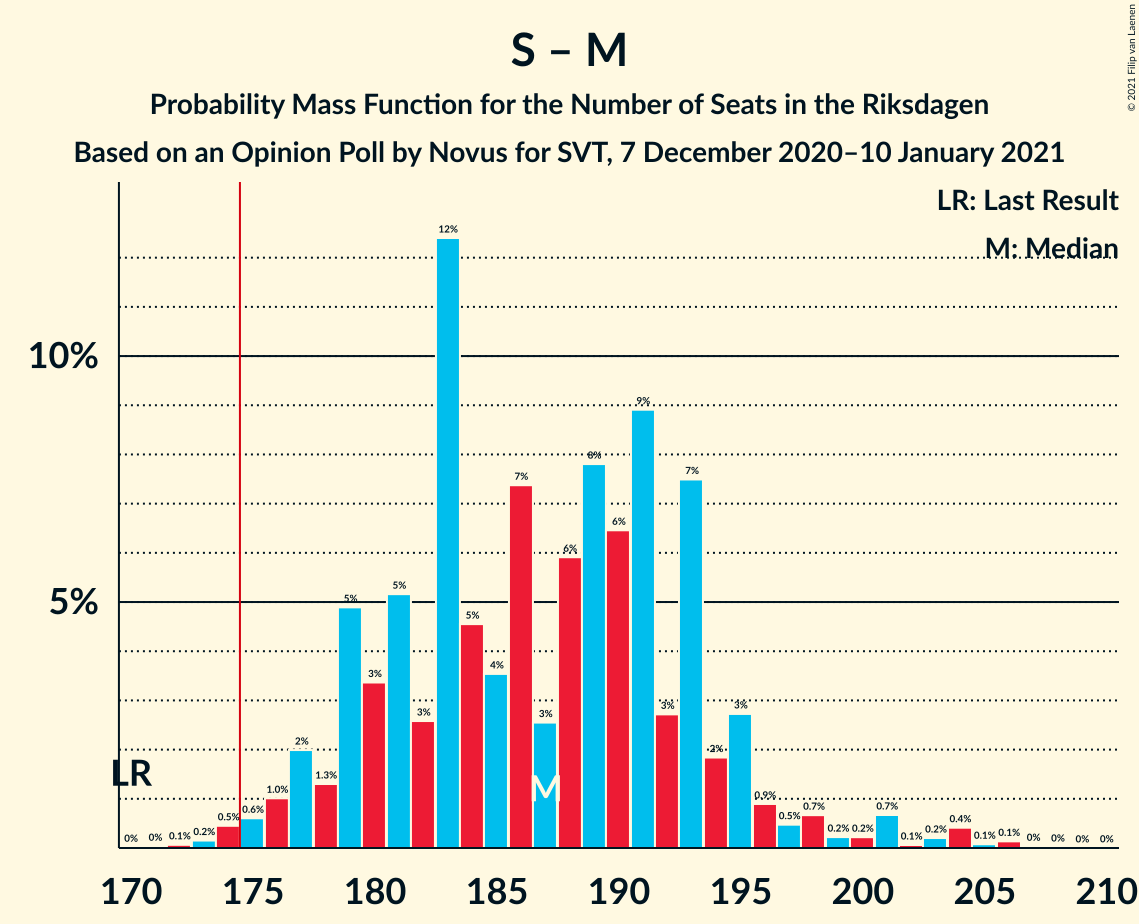 S – M
Probability Mass Function for the Number of Seats in the Riksdagen
Based on an Opinion Poll by Novus for SVT, 7 December 2020–10 January 2021
© 2021 Filip van Laenen
LR: Last Result
M: Median
10%
5%
LR
M
0% 0% 0.1% 0.2% 0.5% 0.6% 1.0% 2% 1.3% 5% 3% 5% 3% 12% 5% 4% 7% 3% 6% 8% 6% 9% 3% 7% 2% 3% 0.9% 0.5% 0.7% 0.2% 0.2% 0.7% 0.1% 0.2% 0.4% 0.1% 0.1% 0% 0% 0% 0%
170 175 180 185 190 195 200 205 210